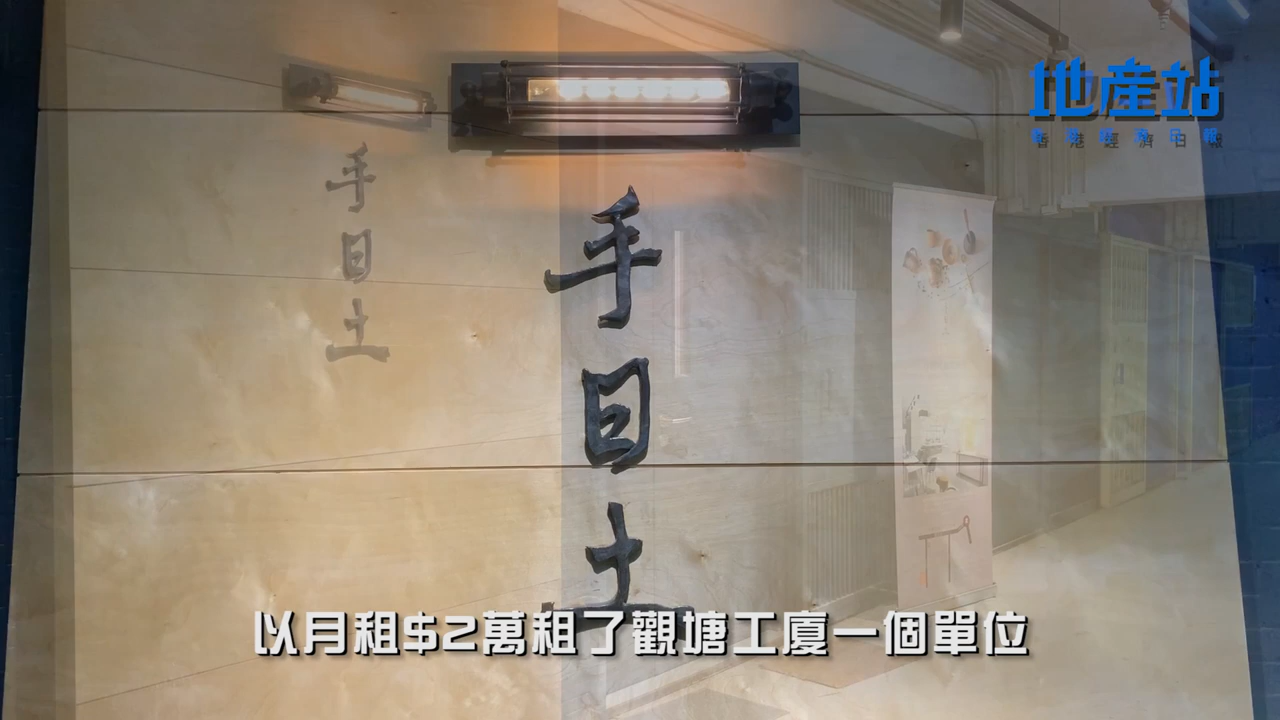 地產站
香港經濟日報
手
日
土
手
日
土
以月租$2萬租了觀塘工廈一個單位